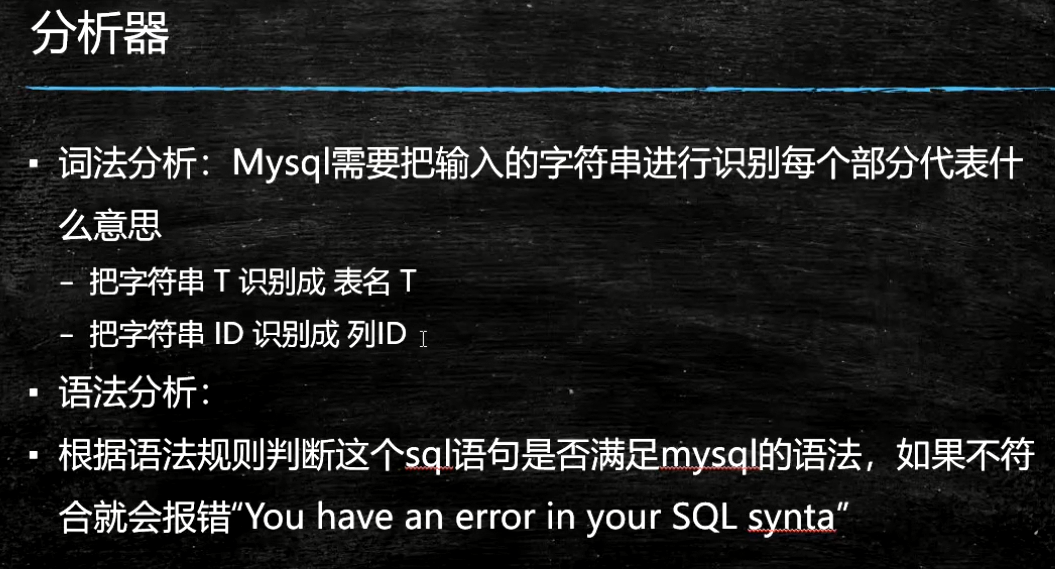 分析器
▪ 词法分析：Mysql需要把输入的字符串进行识别每个部分代表什
么意思
– 把字符串 T 识别成 表名 T
– 把字符串 ID 识别成 列ID
▪ 语法分析：
▪ 根据语法规则判断这个sql语句是否满足mysql的语法，如果不符
合就会报错“You have an error in your SQL synta”